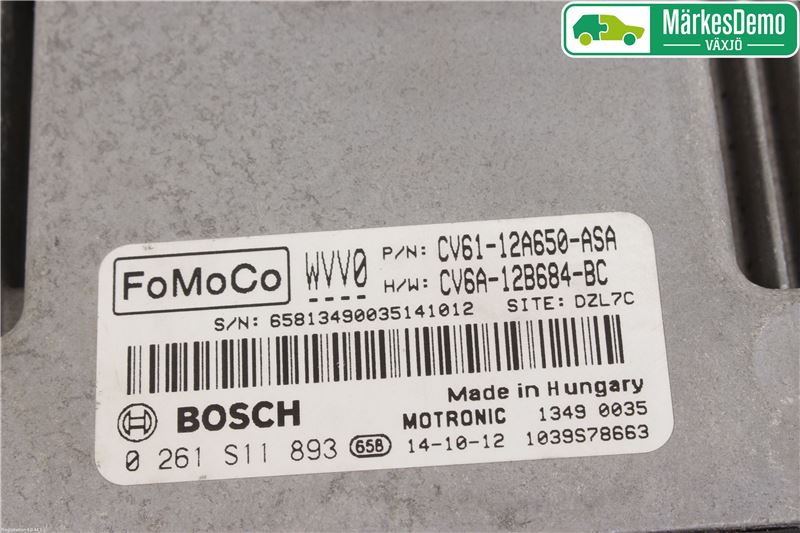 MärkesDemo
VÄXJÖ
FoMoCo
WVV0
P/N: CV61-12A650-ASA
H/W: CV6A-12B684-BC
S/N: 65813490035141012 SITE: DZL7C
Made in Hungary
BOSCH
MOTRONIC 1349 0035
0 261 S11 893 658 14-10-12 1039S78663